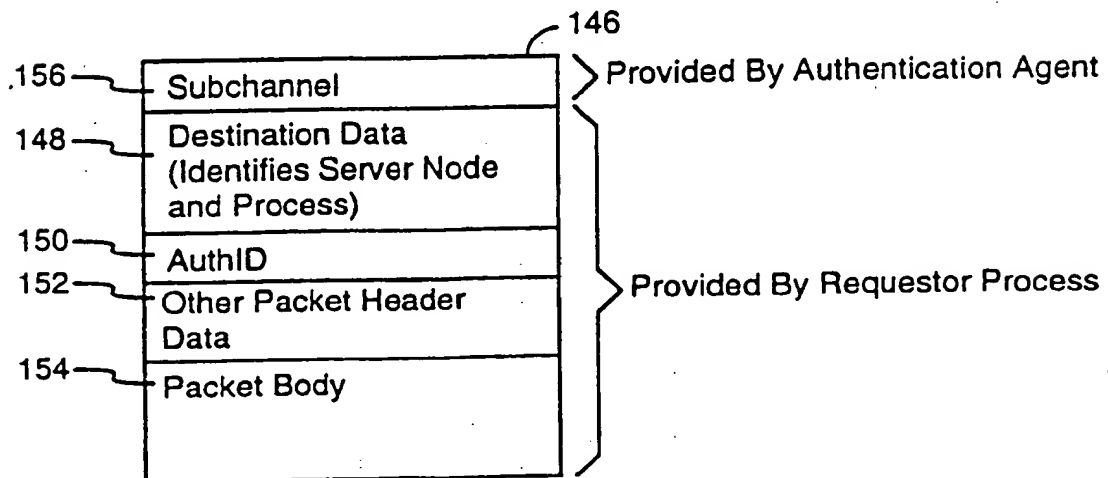 146
156
Subchannel
Provided By Authentication Agent
148
Destination Data
(Identifies Server Node
and Process)
150
AuthID
152
Other Packet Header
Data
Provided By Requestor Process
154
Packet Body